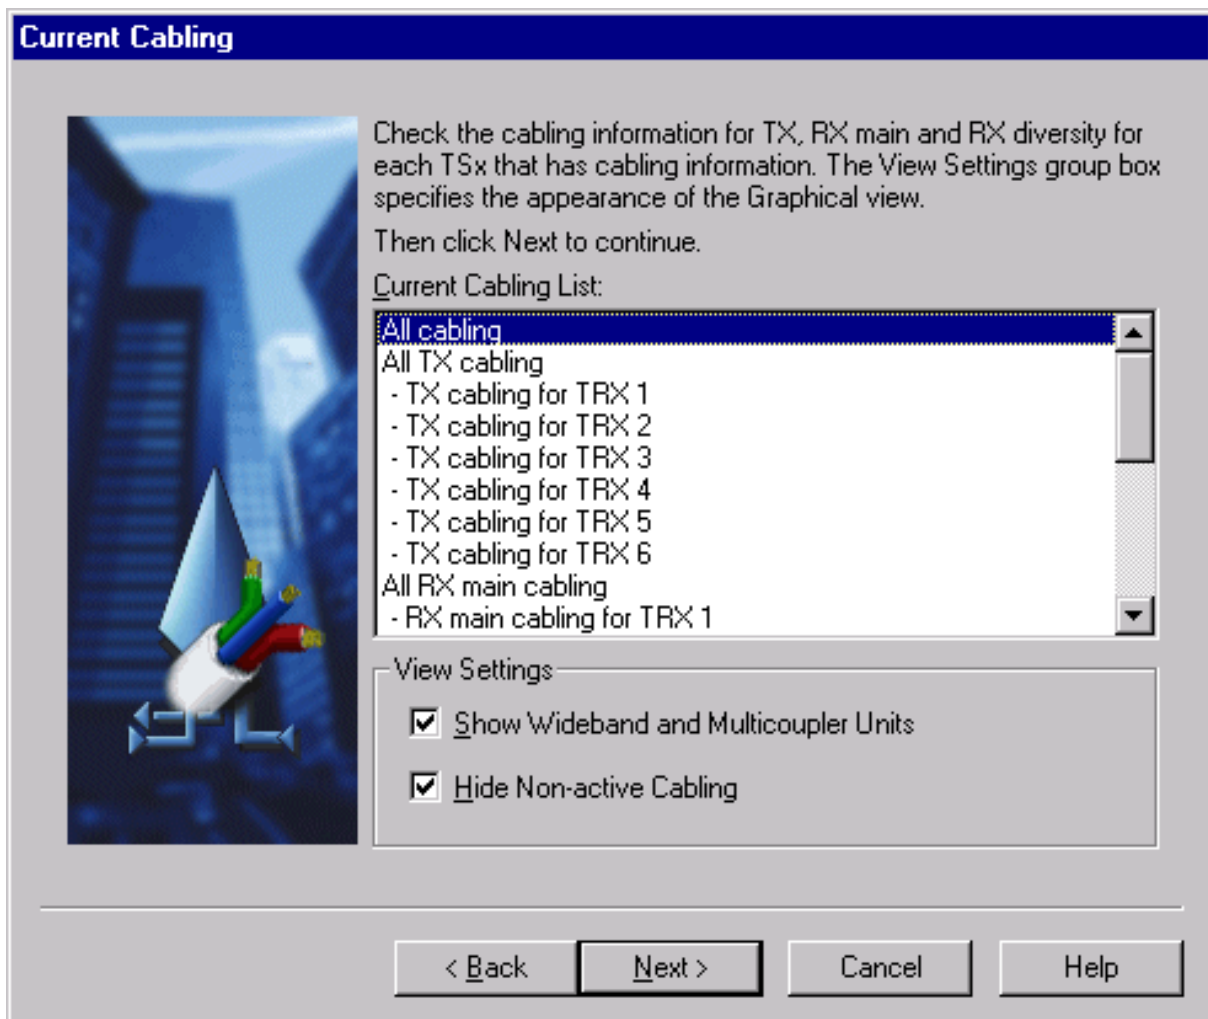 Current Cabling
Check the cabling information for TX, RX main and RX diversity for
each TSx that has cabling information. The View Settings group box
specifies the appearance of the Graphical view.
Then click Next to continue.
Current Cabling List:
All cabling
All TX cabling
- TX cabling for TRX 1
- TX cabling for TRX 2
- TX cabling for TRX 3
- TX cabling for TRX 4
- TX cabling for TRX 5
- TX cabling for TRX 6
All RX main cabling
- RX main cabling for TRX 1
View Settings
Show Wideband and Multicoupler Units
Hide Non-active Cabling
< Back
Next >
Cancel
Help